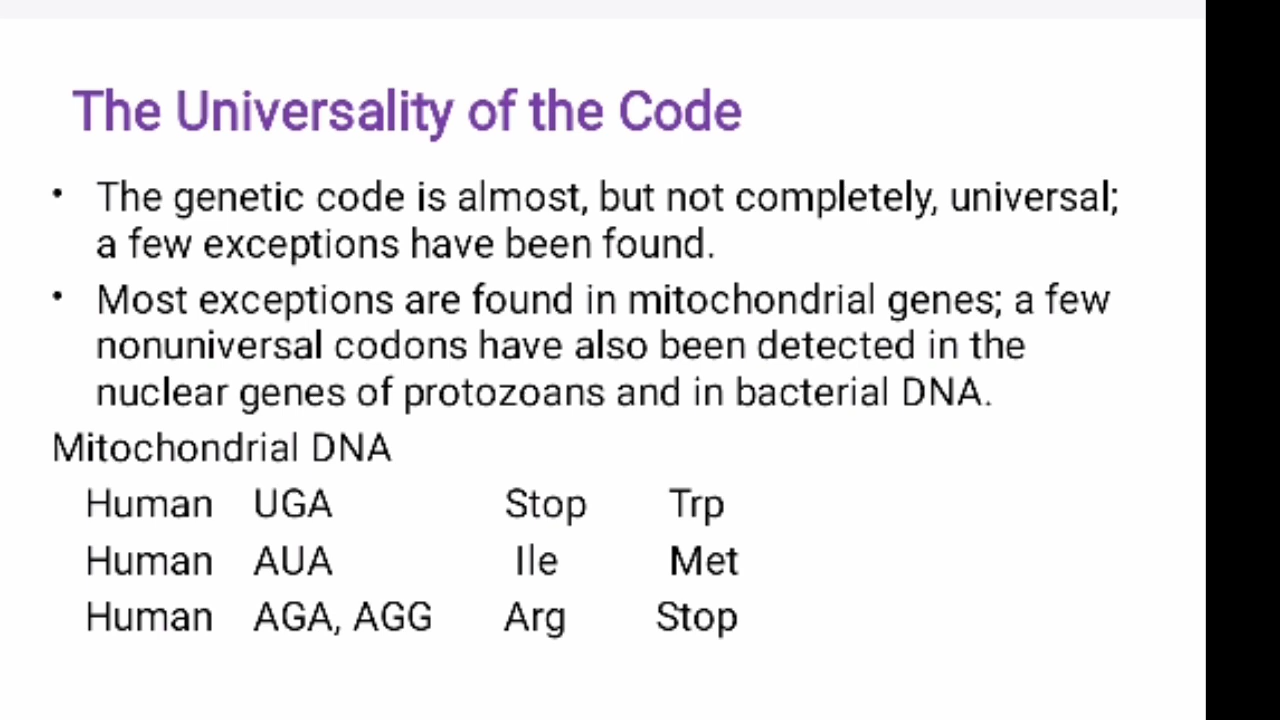 The Universality of the Code
• The genetic code is almost, but not completely, universal;
a few exceptions have been found.
• Most exceptions are found in mitochondrial genes; a few
nonuniversal codons have also been detected in the
nuclear genes of protozoans and in bacterial DNA.
Mitochondrial DNA
Human UGA Stop Trp
Human AUA Ile Met
Human AGA, AGG Arg Stop